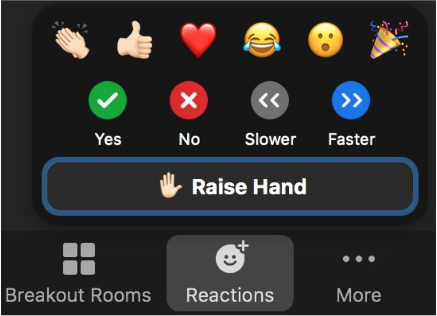 Yes No Slower Faster
Raise Hand
Breakout Rooms Reactions More